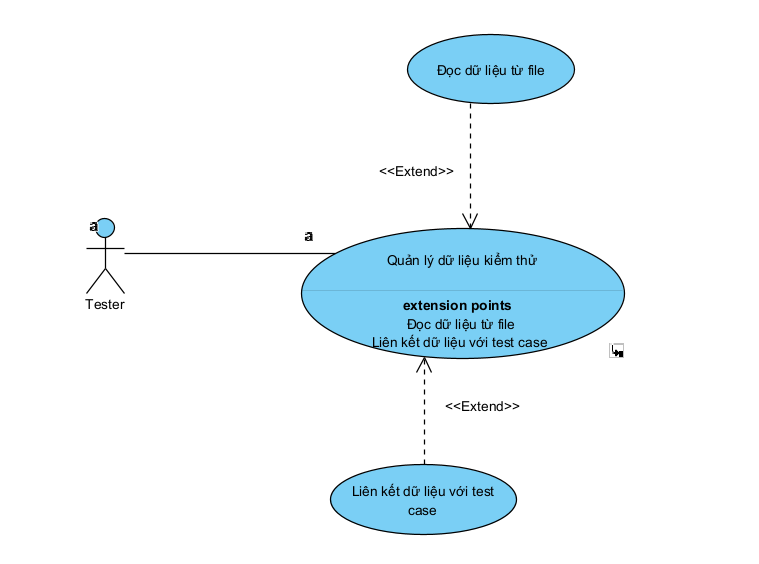 Đọc dữ liệu từ file
<<Extend>>
a
a
Quản lý dữ liệu kiểm thử
Tester
extension points
Đọc dữ liệu từ file
Liên kết dữ liệu với test case
<<Extend>>
Liên kết dữ liệu với test
case